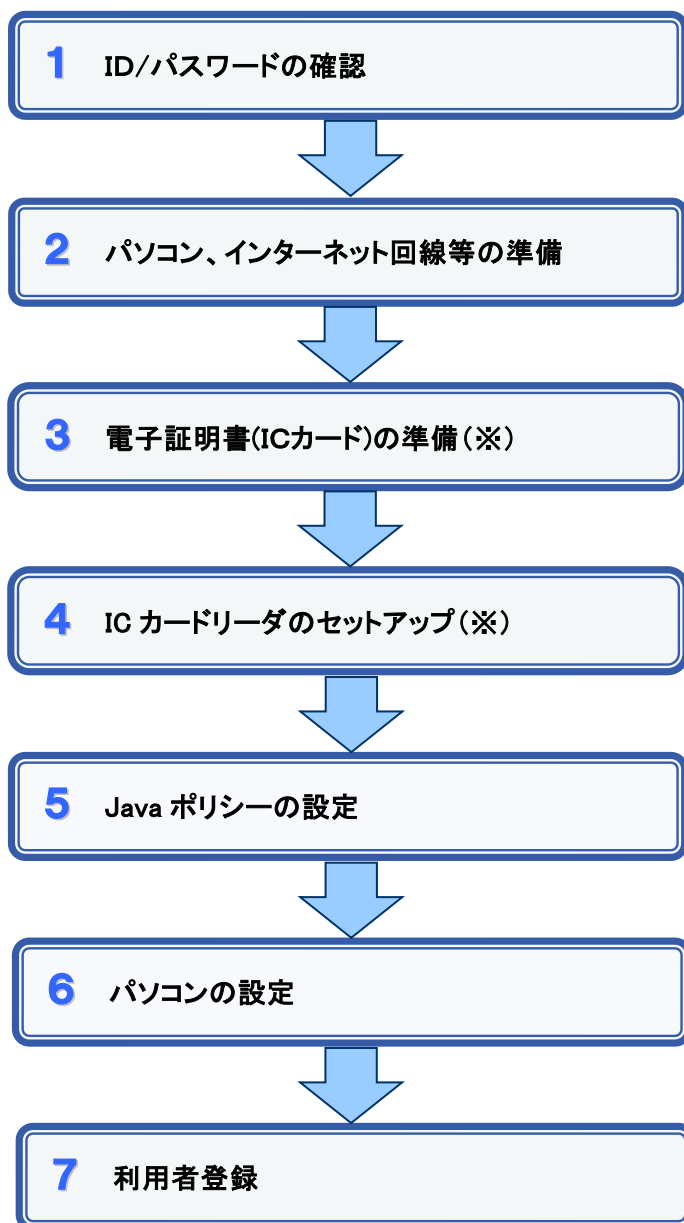 1 ID/パスワードの確認
2 パソコン、インターネット回線等の準備
3 電子証明書(ICカード)の準備(※)
4 IC カードリーダのセットアップ(※)
5 Java ポリシーの設定
6 パソコンの設定
7 利用者登録